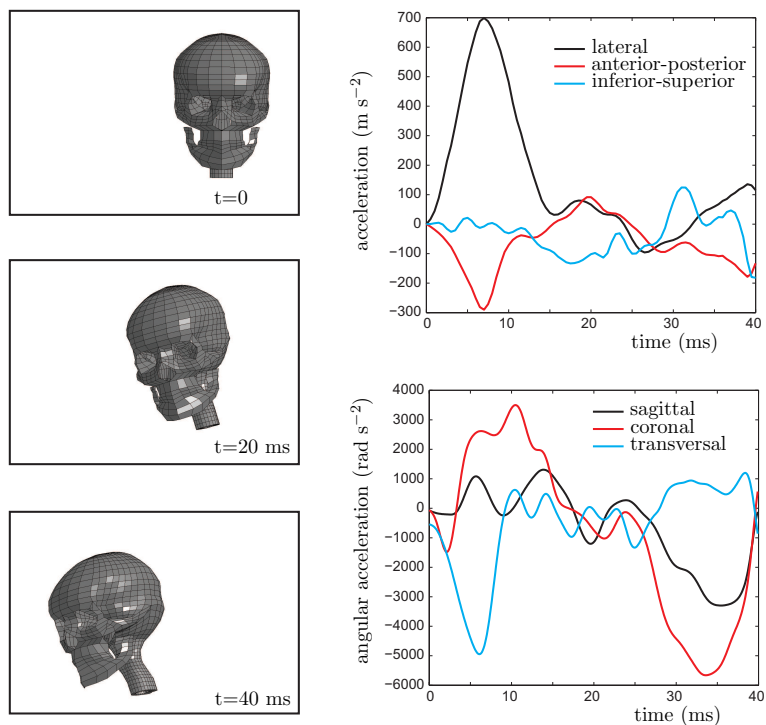 t=0
t=20 ms
t=40 ms
700
600
500
400
300
200
100
0
−100
−200
−300
0 10 20 30 40
acceleration (m s⁻²)
time (ms)
lateral
anterior-posterior
inferior-superior
4000
3000
2000
1000
0
−1000
−2000
−3000
−4000
−5000
−6000
0 10 20 30 40
angular acceleration (rad s⁻²)
time (ms)
sagittal
coronal
transversal